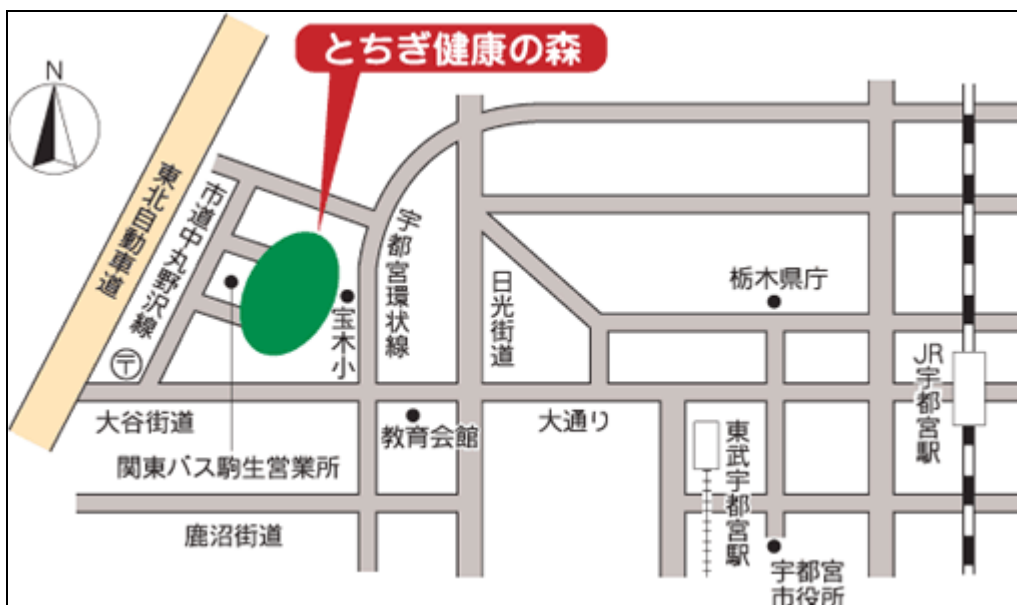 とちぎ健康の森
N
東北自動車道
市道中丸野沢線
〒
宝木小
宇都宮環状線
日光街道
栃木県庁
JR宇都宮駅
大谷街道
教育会館
大通り
関東バス駒生営業所
東武宇都宮駅
鹿沼街道
宇都宮
市役所